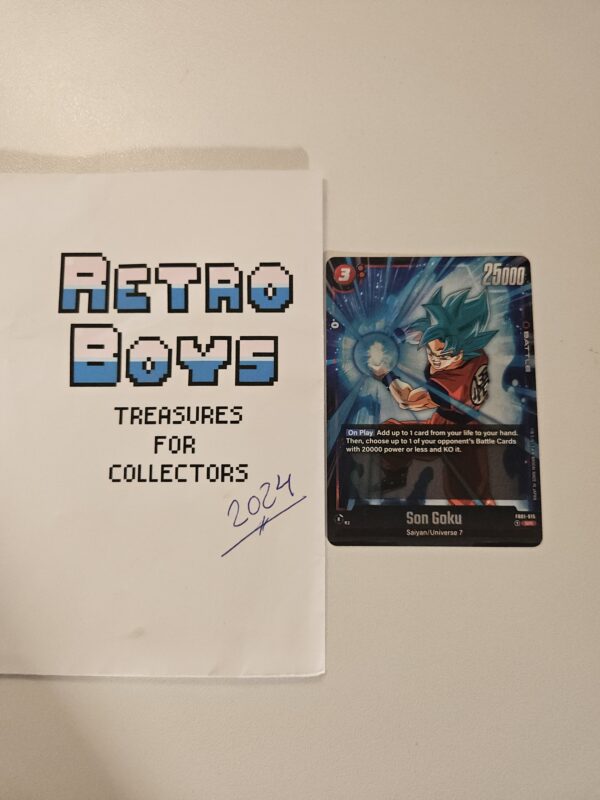 RETRO
BOYS
TREASURES
FOR
COLLECTORS
2024
3
25000
BATTLE
On Play Add up to 1 card from your life to your hand.
Then, choose up to 1 of your opponent's Battle Cards
with 20000 power or less and KO it.
Son Goku
FB01-015
Saiyan/Universe 7